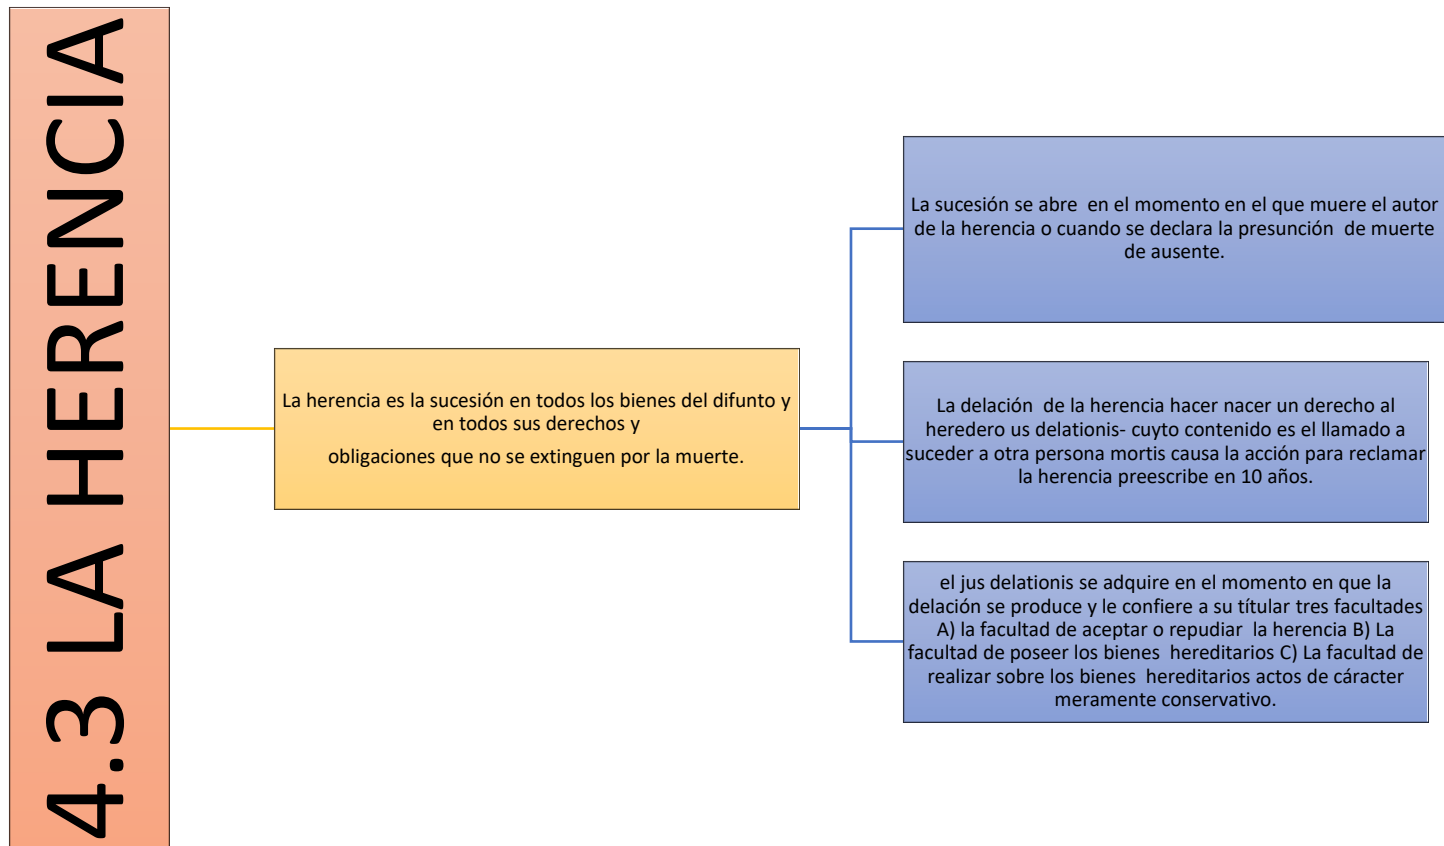 4.3 LA HERENCIA
La herencia es la sucesión en todos los bienes del difunto y
en todos sus derechos y
obligaciones que no se extinguen por la muerte.
La sucesión se abre en el momento en el que muere el autor
de la herencia o cuando se declara la presunción de muerte
de ausente.
La delación de la herencia hacer nacer un derecho al
heredero us delationis- cuyto contenido es el llamado a
suceder a otra persona mortis causa la acción para reclamar
la herencia preescribe en 10 años.
el jus delationis se adquire en el momento en que la
delación se produce y le confiere a su títular tres facultades
A) la facultad de aceptar o repudiar la herencia B) La
facultad de poseer los bienes hereditarios C) La facultad de
realizar sobre los bienes hereditarios actos de cáracter
meramente conservativo.